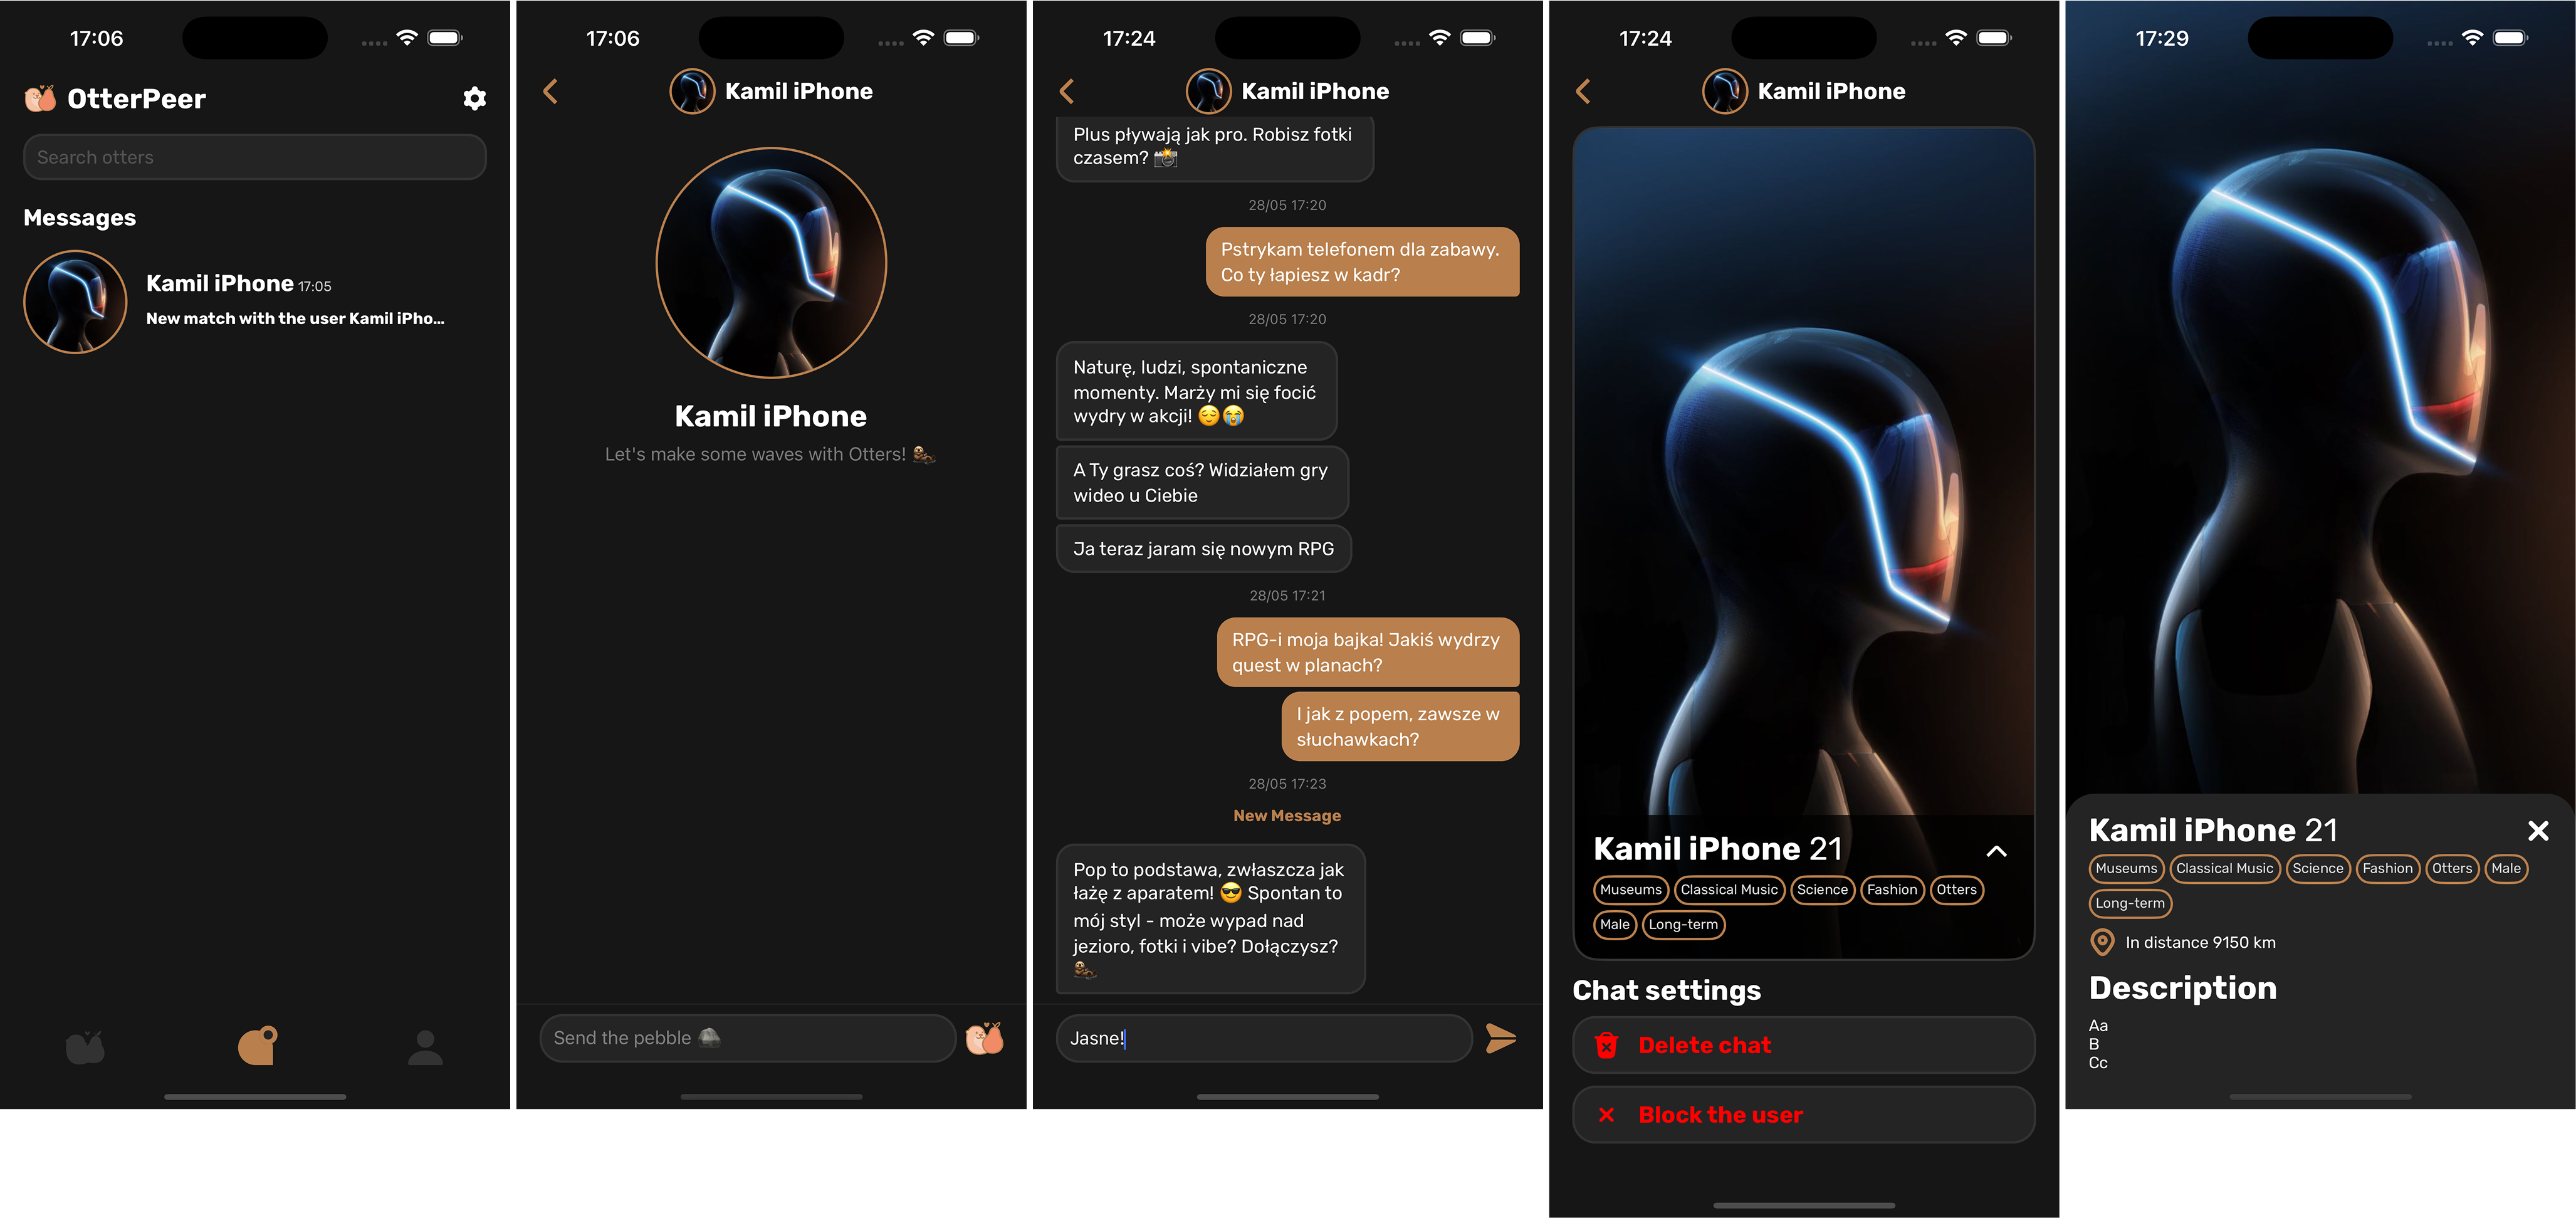 17:06
OtterPeer
Search otters
Messages
Kamil iPhone 17:05
New match with the user Kamil iPho...
17:06
Kamil iPhone
Kamil iPhone
Let's make some waves with Otters! 🦦
Send the pebble 🪨
17:24
Kamil iPhone
Plus pływają jak pro. Robisz fotki
czasem? 📸
28/05 17:20
Pstrykam telefonem dla zabawy.
Co ty łapiesz w kadr?
28/05 17:20
Naturę, ludzi, spontaniczne
momenty. Marży mi się focić
wydry w akcji! 😌😭
A Ty grasz coś? Widziałem gry
wideo u Ciebie
Ja teraz jaram się nowym RPG
28/05 17:21
RPG-i moja bajka! Jakiś wydrzy
quest w planach?
I jak z popem, zawsze w
słuchawkach?
28/05 17:23
New Message
Pop to podstawa, zwłaszcza jak
łażę z aparatem! 😎 Spontan to
mój styl - może wypad nad
jezioro, fotki i vibe? Dołączysz?
🦦
Jasne!
17:24
Kamil iPhone
Kamil iPhone 21
Museums Classical Music Science Fashion Otters
Male Long-term
Chat settings
Delete chat
Block the user
17:29
Kamil iPhone 21
Museums Classical Music Science Fashion Otters Male
Long-term
In distance 9150 km
Description
Aa
B
Cc